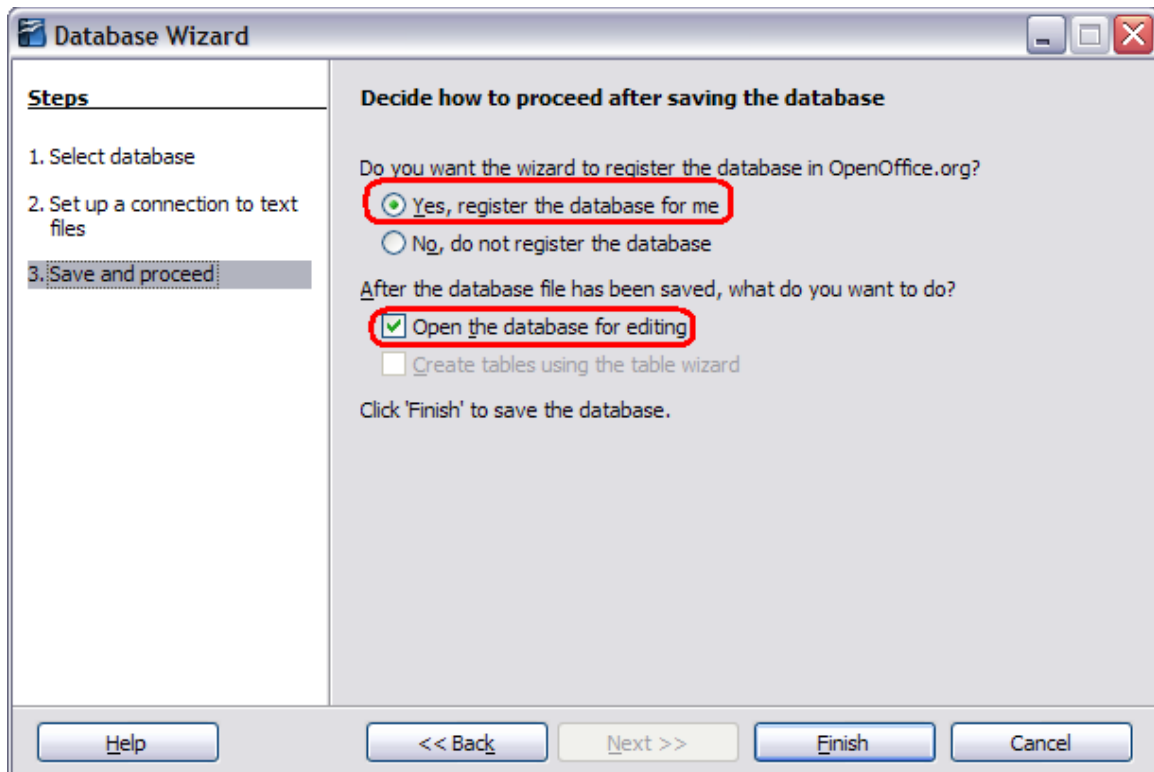 Database Wizard
Steps
1. Select database
2. Set up a connection to text
files
3. Save and proceed
Decide how to proceed after saving the database
Do you want the wizard to register the database in OpenOffice.org?
Yes, register the database for me
No, do not register the database
After the database file has been saved, what do you want to do?
Open the database for editing
Create tables using the table wizard
Click 'Finish' to save the database.
Help
<< Back
Next >>
Finish
Cancel